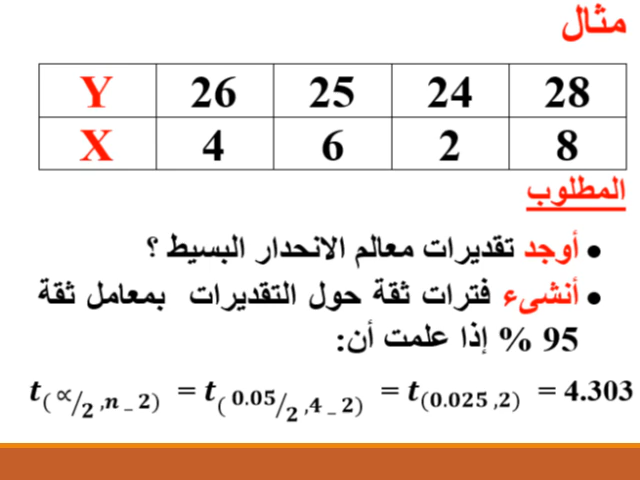 مثال
Y 26 25 24 28
X 4 6 2 8
المطلوب
• أوجد تقديرات معالم الانحدار البسيط ؟
• أنشىء فترات ثقة حول التقديرات بمعامل ثقة
95 % إذا علمت أن:
t(∝/2 ,n − 2) = t( 0.05/2 ,4 − 2) = t(0.025 ,2) = 4.303